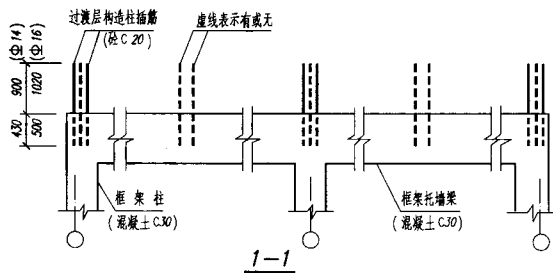 过渡层构造柱插筋
(砼C20)
虚线表示有或无
(Φ14)
(Φ16)
900
1020
430
500
框架柱
(混凝土C30)
框架托墙梁
(混凝土C30)
1-1